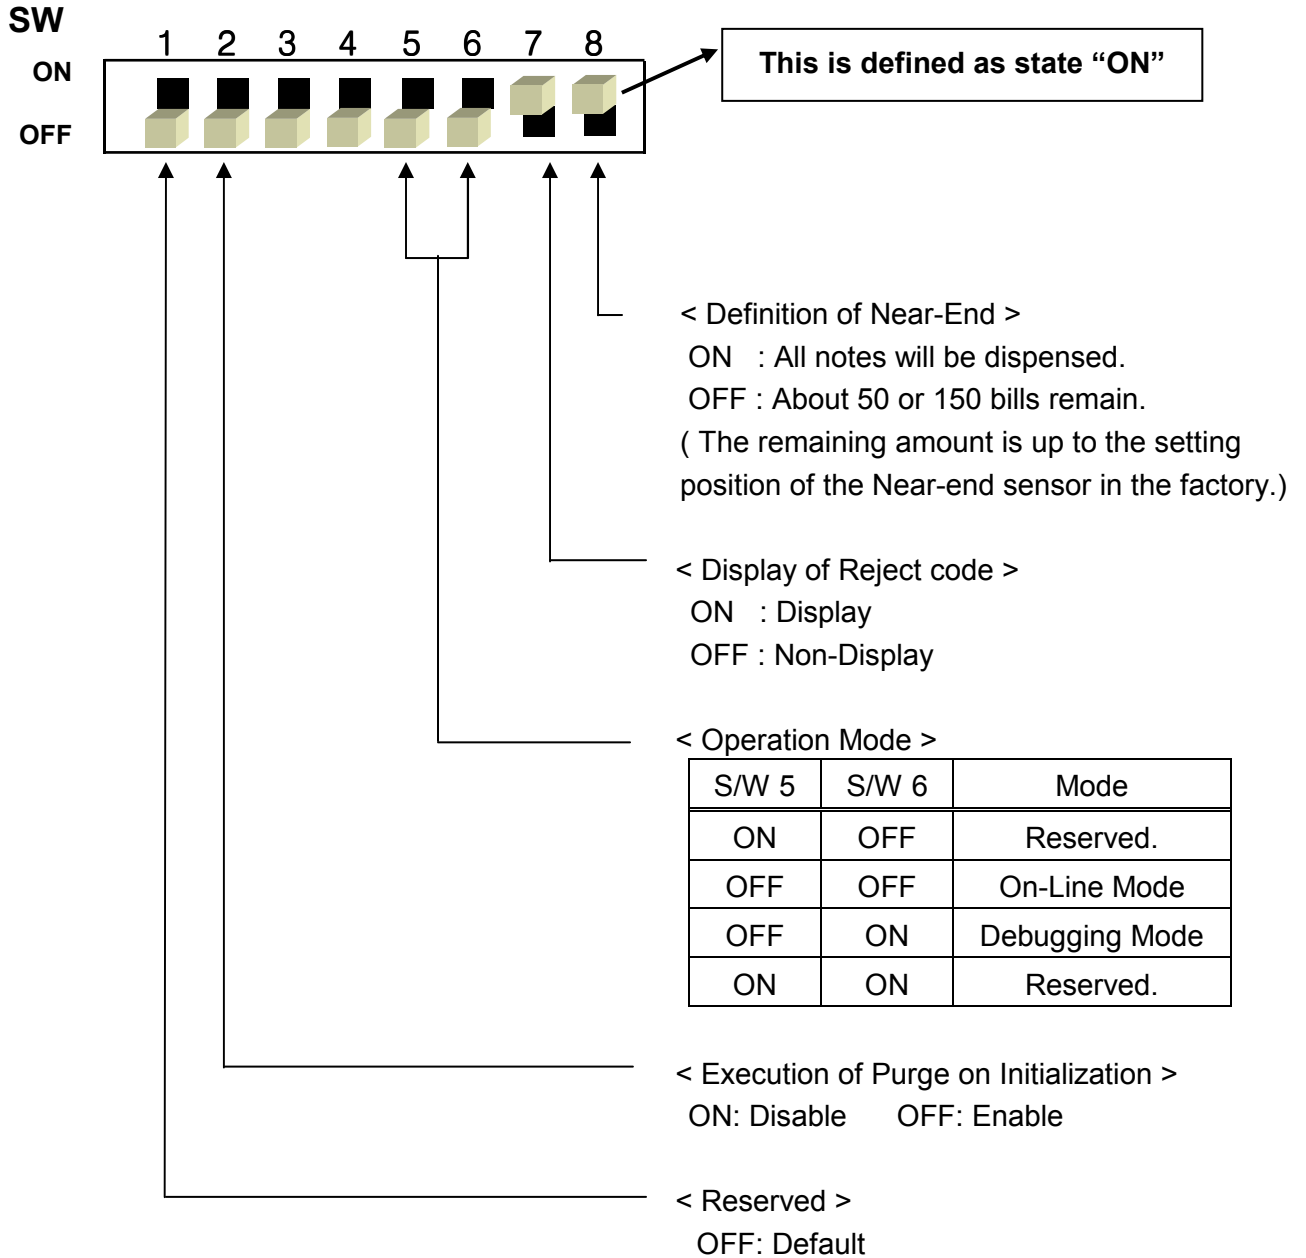 SW
1 2 3 4 5 6 7 8
ON
OFF
This is defined as state “ON”
< Definition of Near-End >
ON : All notes will be dispensed.
OFF : About 50 or 150 bills remain.
( The remaining amount is up to the setting
position of the Near-end sensor in the factory.)
< Display of Reject code >
ON : Display
OFF : Non-Display
< Operation Mode >
S/W 5 S/W 6 Mode
ON OFF Reserved.
OFF OFF On-Line Mode
OFF ON Debugging Mode
ON ON Reserved.
< Execution of Purge on Initialization >
ON: Disable OFF: Enable
< Reserved >
OFF: Default